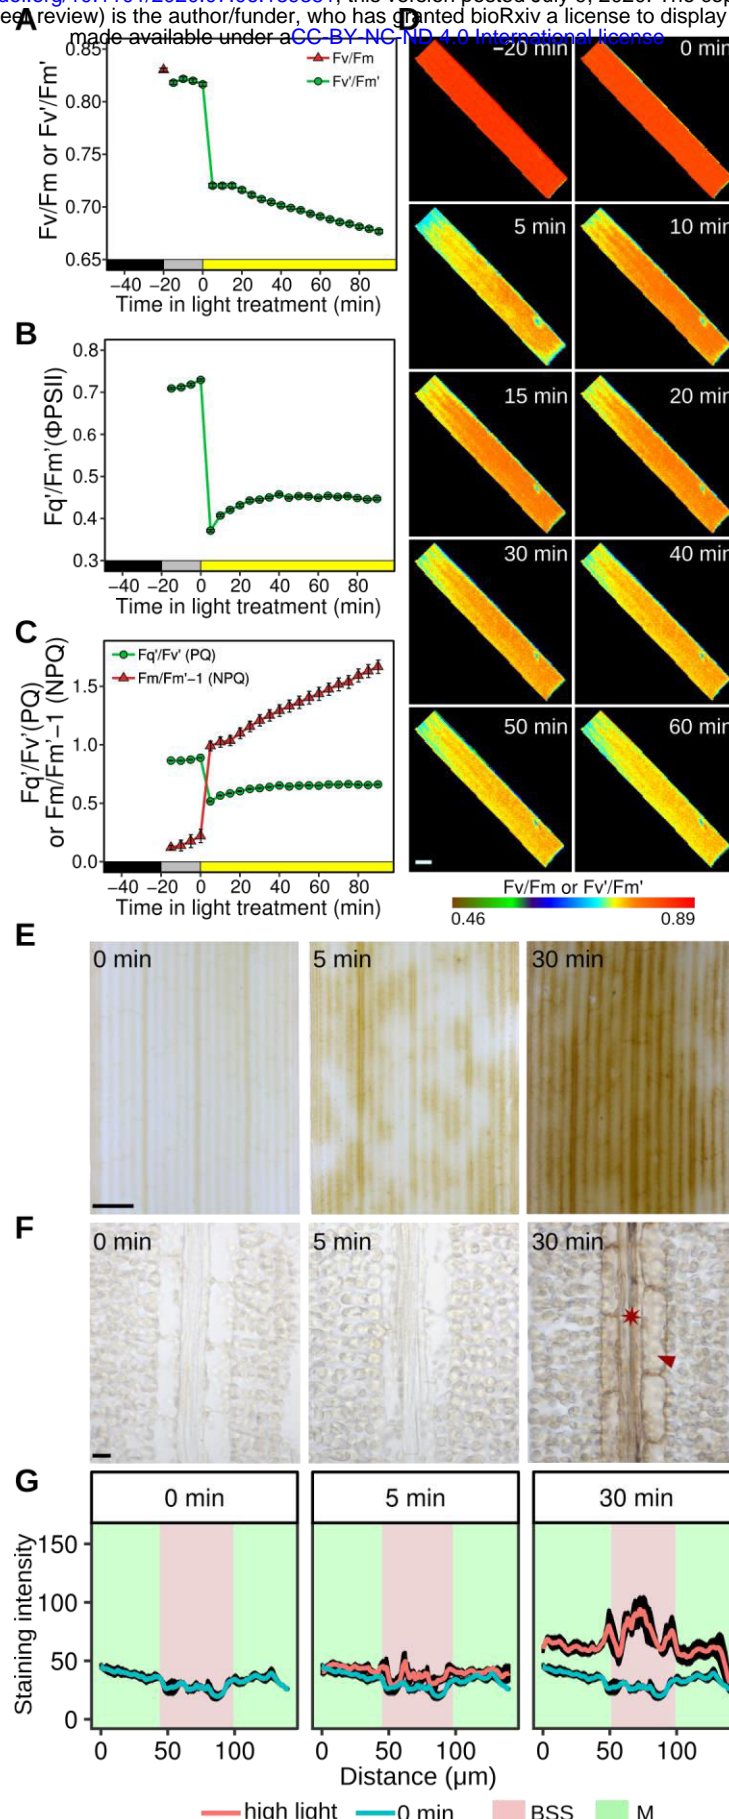 this version posted July
eer review) is the author/funder, who has granted bioRxiv a license to display
made available under aCC-BY-NC-ND 4.0 International license
A
Fv/Fm or Fv'/Fm'
0.85
0.80
0.75
0.70
0.65
Fv/Fm
Fv'/Fm'
−40 −20 0 20 40 60 80
Time in light treatment (min)
B
Fq'/Fm'(ΦPSII)
0.8
0.7
0.6
0.5
0.4
0.3
−40 −20 0 20 40 60 80
Time in light treatment (min)
C
Fq'/Fv'(PQ)
or Fm/Fm'−1 (NPQ)
Fq'/Fv' (PQ)
Fm/Fm'−1 (NPQ)
1.5
1.0
0.5
0.0
−40 −20 0 20 40 60 80
Time in light treatment (min)
D
−20 min 0 min
5 min 10 min
15 min 20 min
30 min 40 min
50 min 60 min
Fv/Fm or Fv'/Fm'
0.46 0.89
E
0 min 5 min 30 min
F
0 min 5 min 30 min
G
0 min 5 min 30 min
Staining intensity
150
100
50
0
0 50 100 0 50 100 0 50 100
Distance (µm)
high light 0 min BSS M